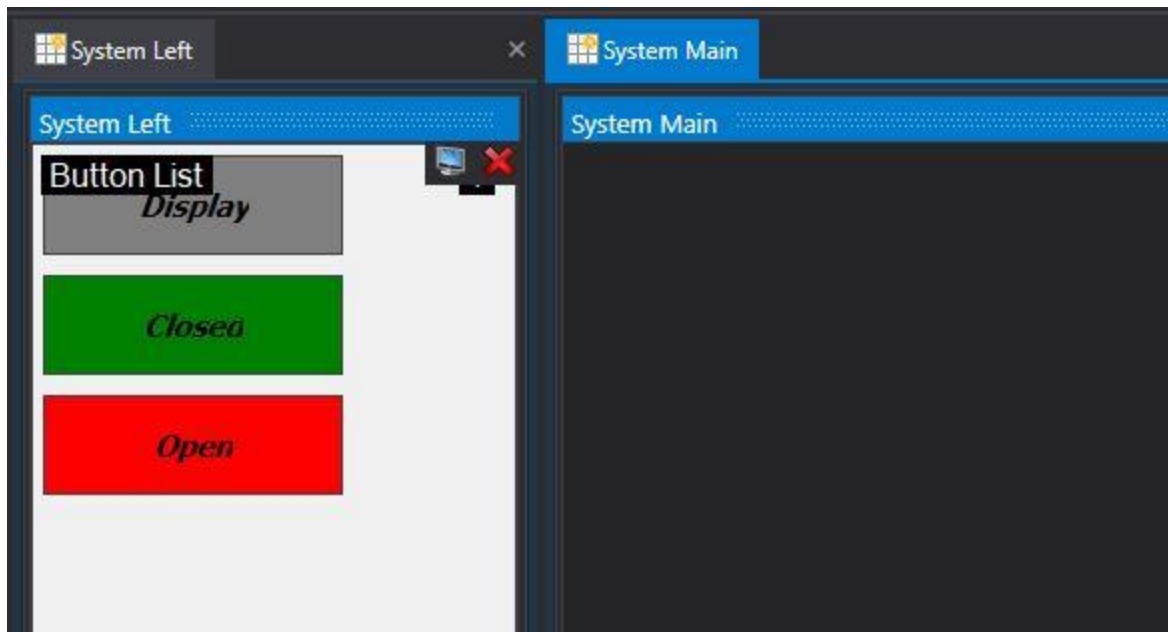 System Left
System Main
System Left
System Main
Button List
Display
Closed
Open